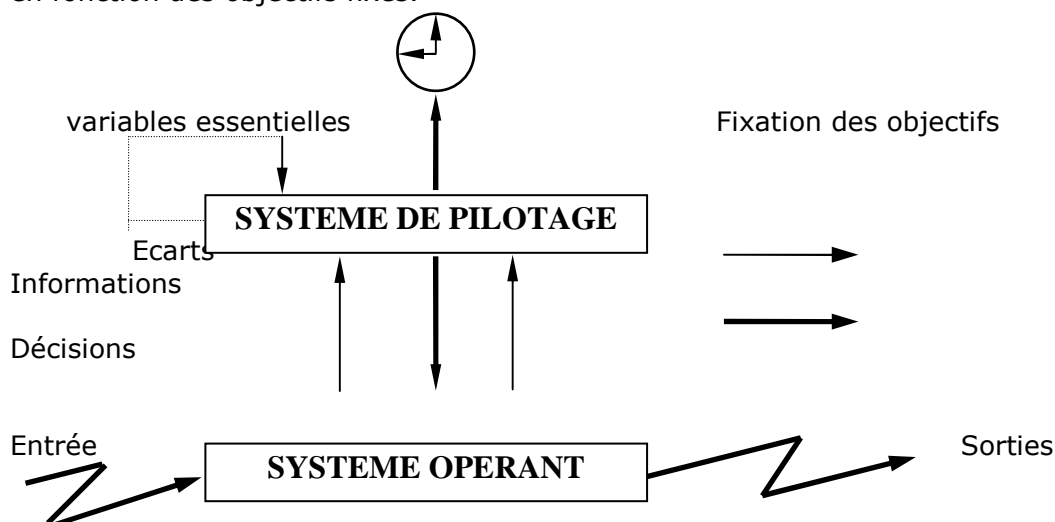 en fonction des objectifs fixés.
variables essentielles Fixation des objectifs
SYSTEME DE PILOTAGE
Ecarts
Informations
Décisions
Entrée Sorties
SYSTEME OPERANT